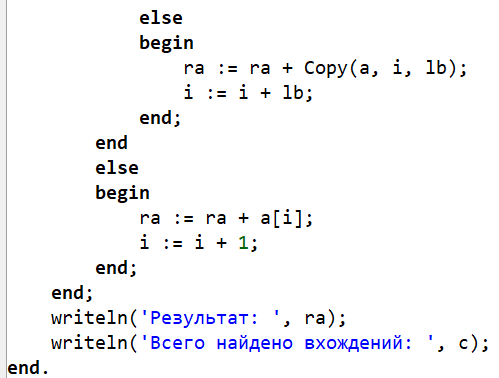 else
begin
ra := ra + Copy(a, i, lb);
i := i + lb;
end;
end
else
begin
ra := ra + a[i];
i := i + 1;
end;
end;
writeln('Результат: ', ra);
writeln('Всего найдено вхождений: ', c);
end.